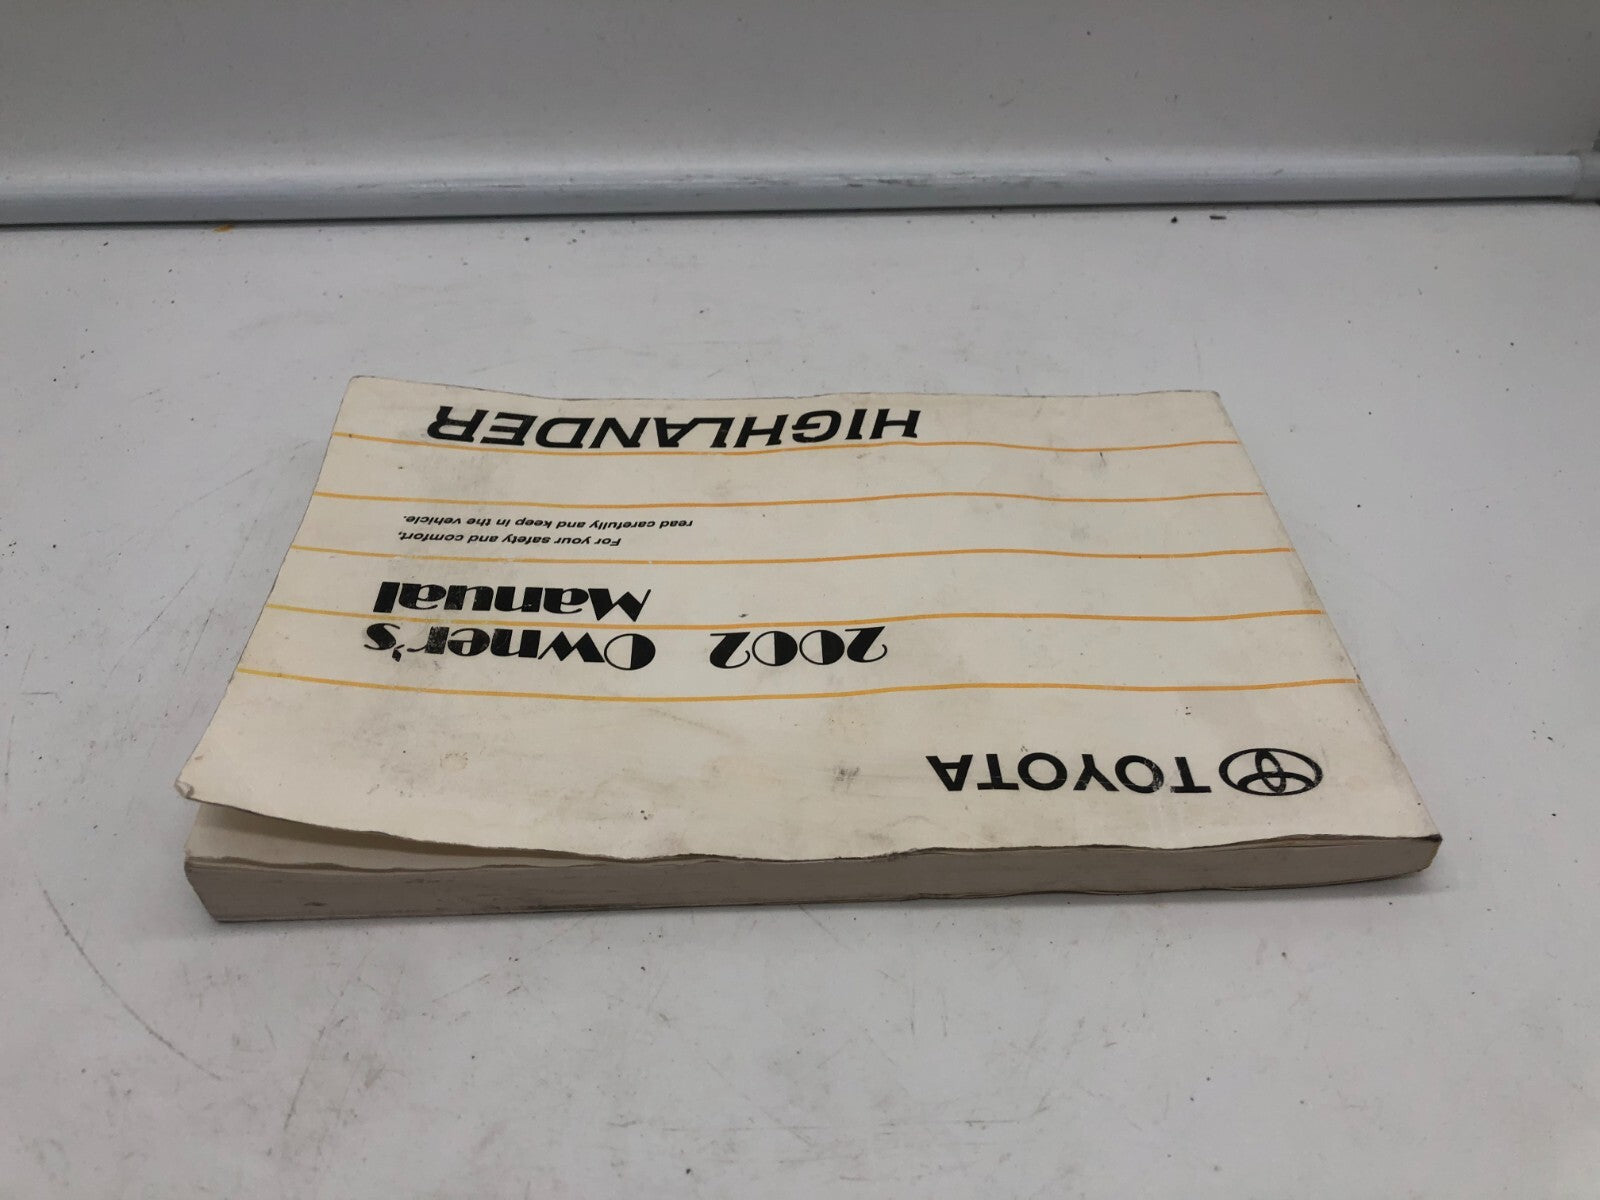 TOYOTA
2002 Owner's
Manual
For your safety and comfort,
read carefully and keep in the vehicle.
HIGHLANDER